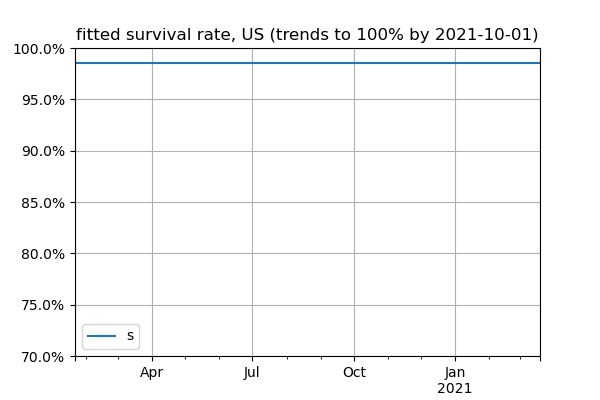 fitted survival rate, US (trends to 100% by 2021-10-01)
100.0%
95.0%
90.0%
85.0%
80.0%
75.0%
70.0%
s
Apr Jul Oct Jan
2021